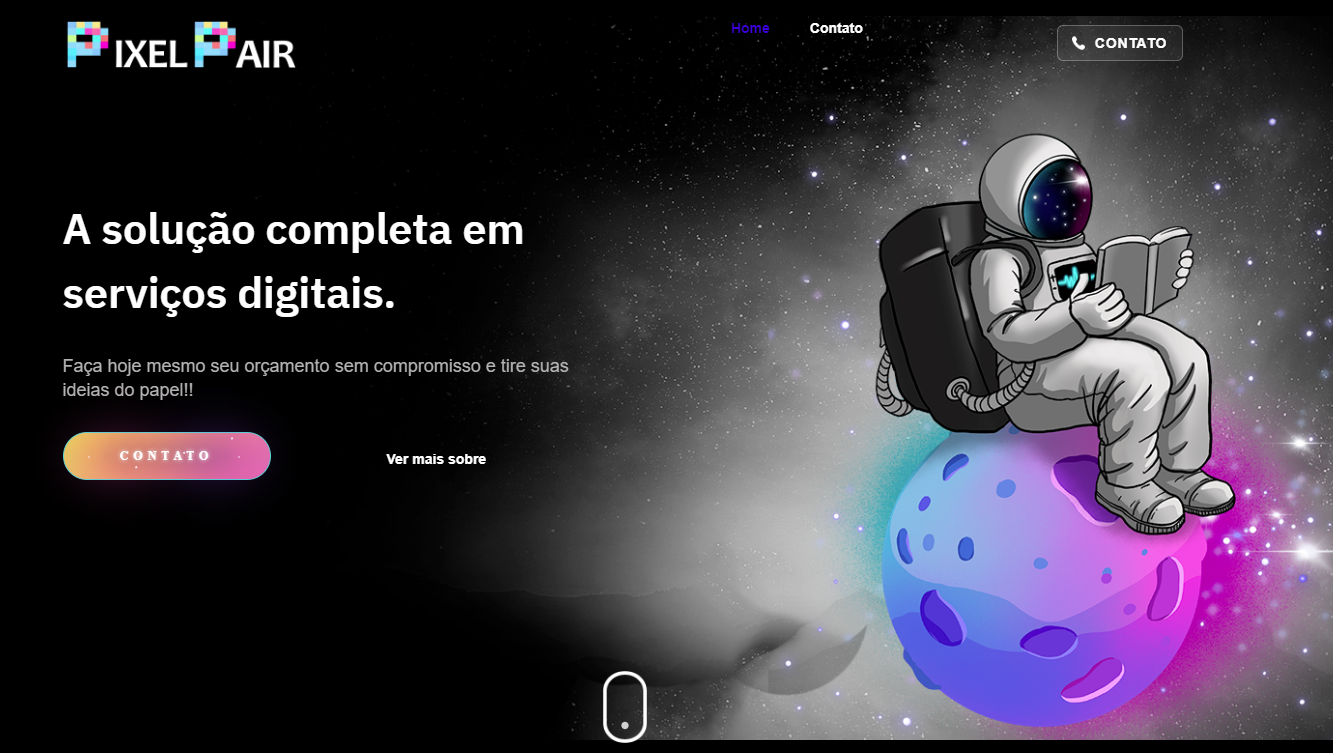 PIXEL PAIR
Home
Contato
CONTATO
A solução completa em
serviços digitais.
Faça hoje mesmo seu orçamento sem compromisso e tire suas
ideias do papel!!
CONTATO
Ver mais sobre